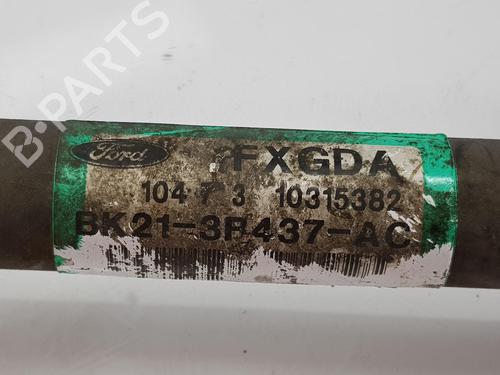 B-PARTS
Ford
FXGDA
104 7 3 10315382
BK21-3B437-AC